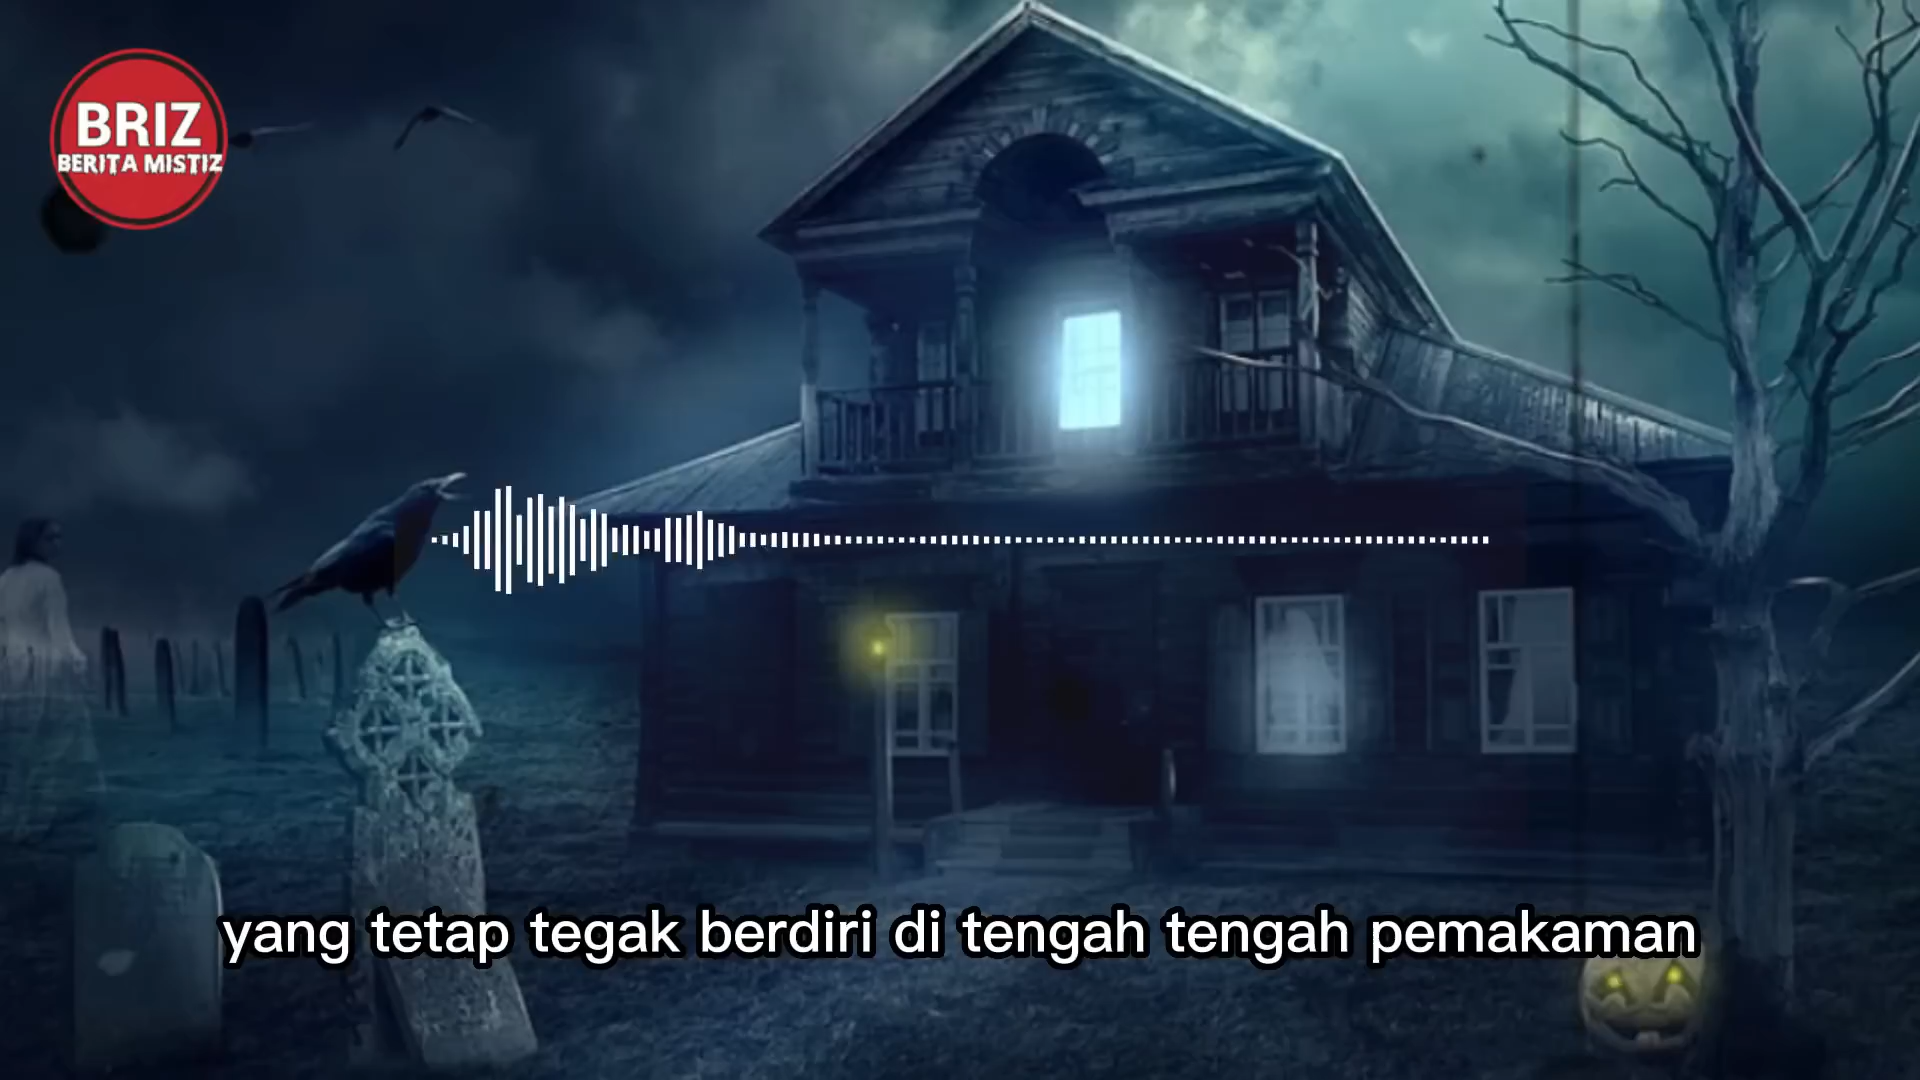 BRIZ
BERITA MISTIZ
yang tetap tegak berdiri di tengah tengah pemakaman